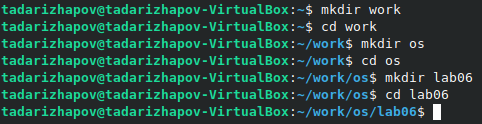 tadarizhapov@tadarizhapov-VirtualBox:~$ mkdir work
tadarizhapov@tadarizhapov-VirtualBox:~$ cd work
tadarizhapov@tadarizhapov-VirtualBox:~/work$ mkdir os
tadarizhapov@tadarizhapov-VirtualBox:~/work$ cd os
tadarizhapov@tadarizhapov-VirtualBox:~/work/os$ mkdir lab06
tadarizhapov@tadarizhapov-VirtualBox:~/work/os$ cd lab06
tadarizhapov@tadarizhapov-VirtualBox:~/work/os/lab06$